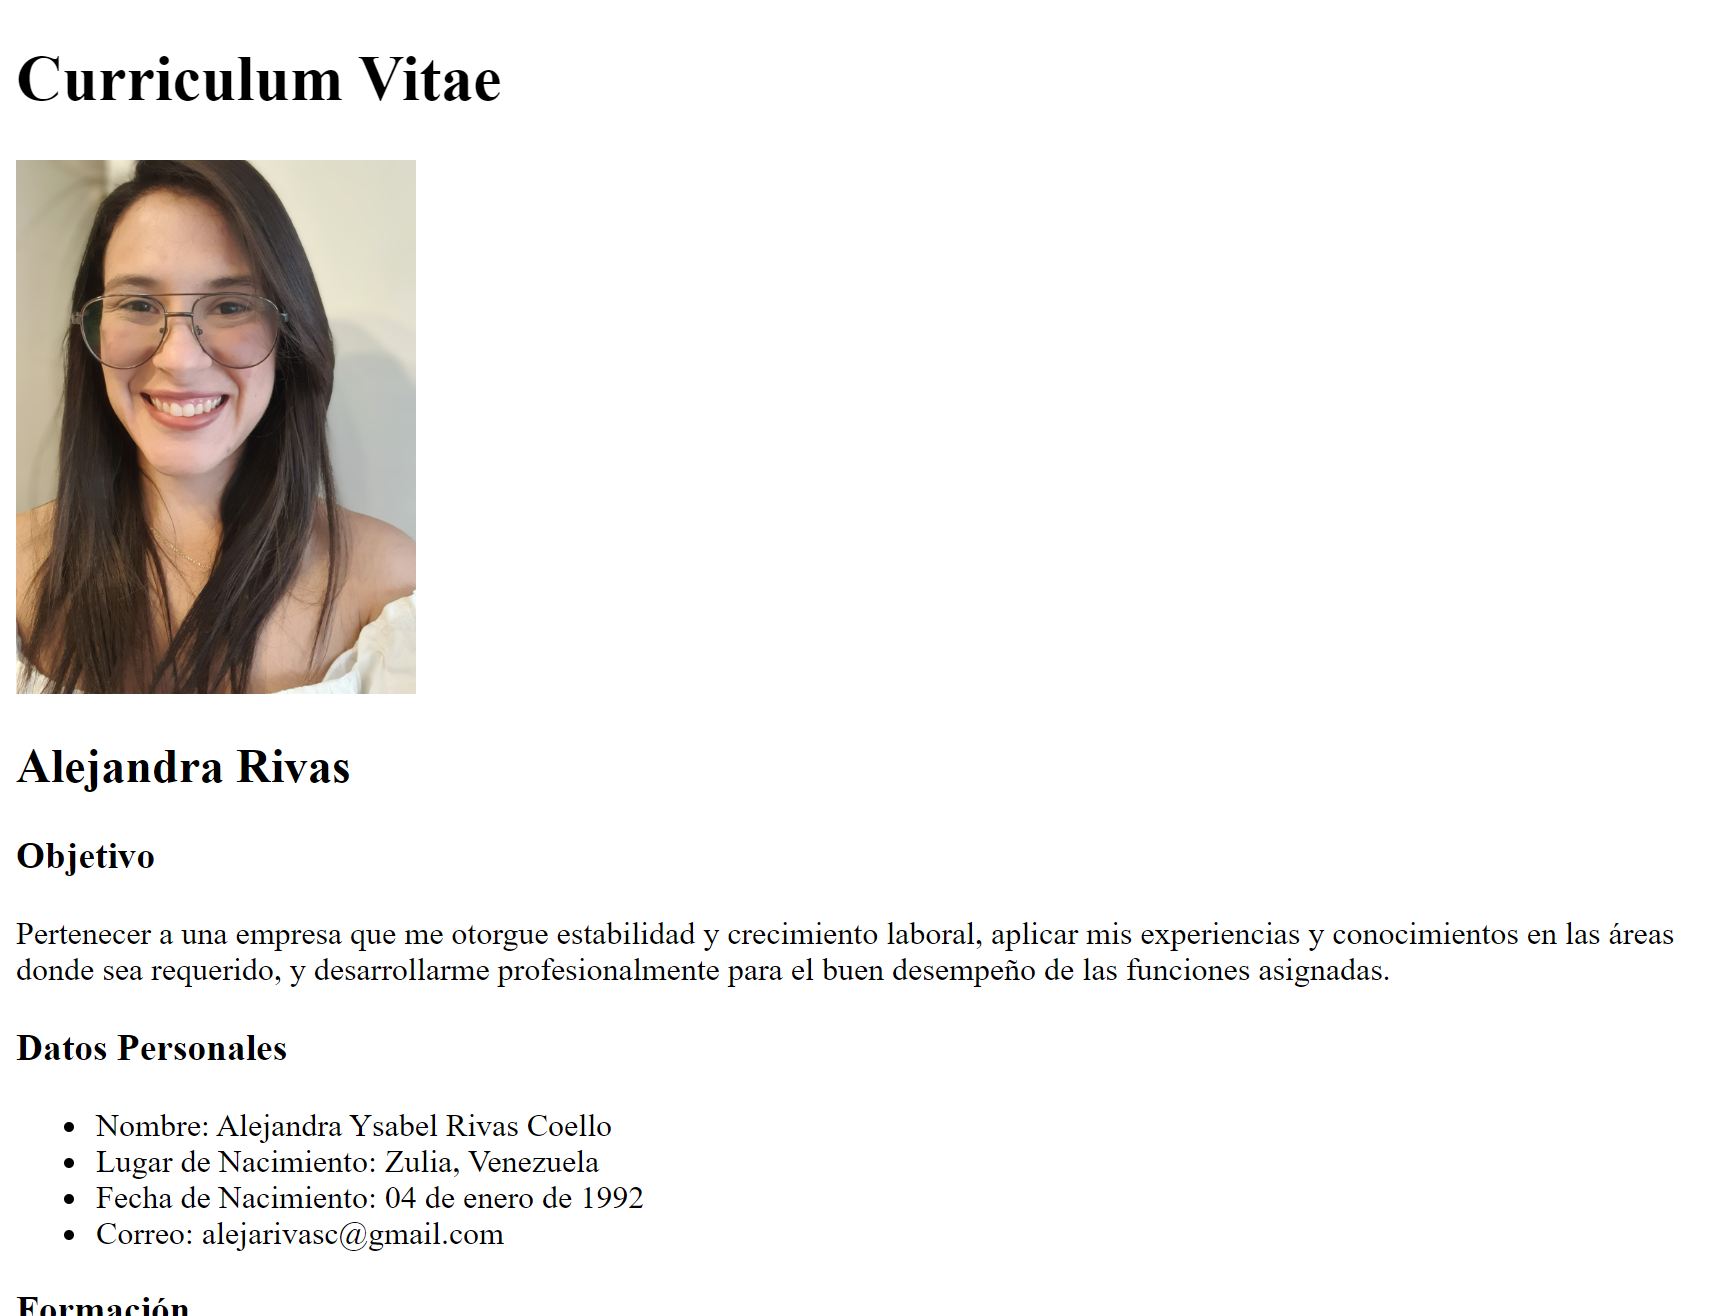 Curriculum Vitae
Alejandra Rivas
Objetivo
Pertenecer a una empresa que me otorgue estabilidad y crecimiento laboral, aplicar mis experiencias y conocimientos en las áreas
donde sea requerido, y desarrollarme profesionalmente para el buen desempeño de las funciones asignadas.
Datos Personales
Nombre: Alejandra Ysabel Rivas Coello
Lugar de Nacimiento: Zulia, Venezuela
Fecha de Nacimiento: 04 de enero de 1992
Correo: alejarivasc@gmail.com
Formación